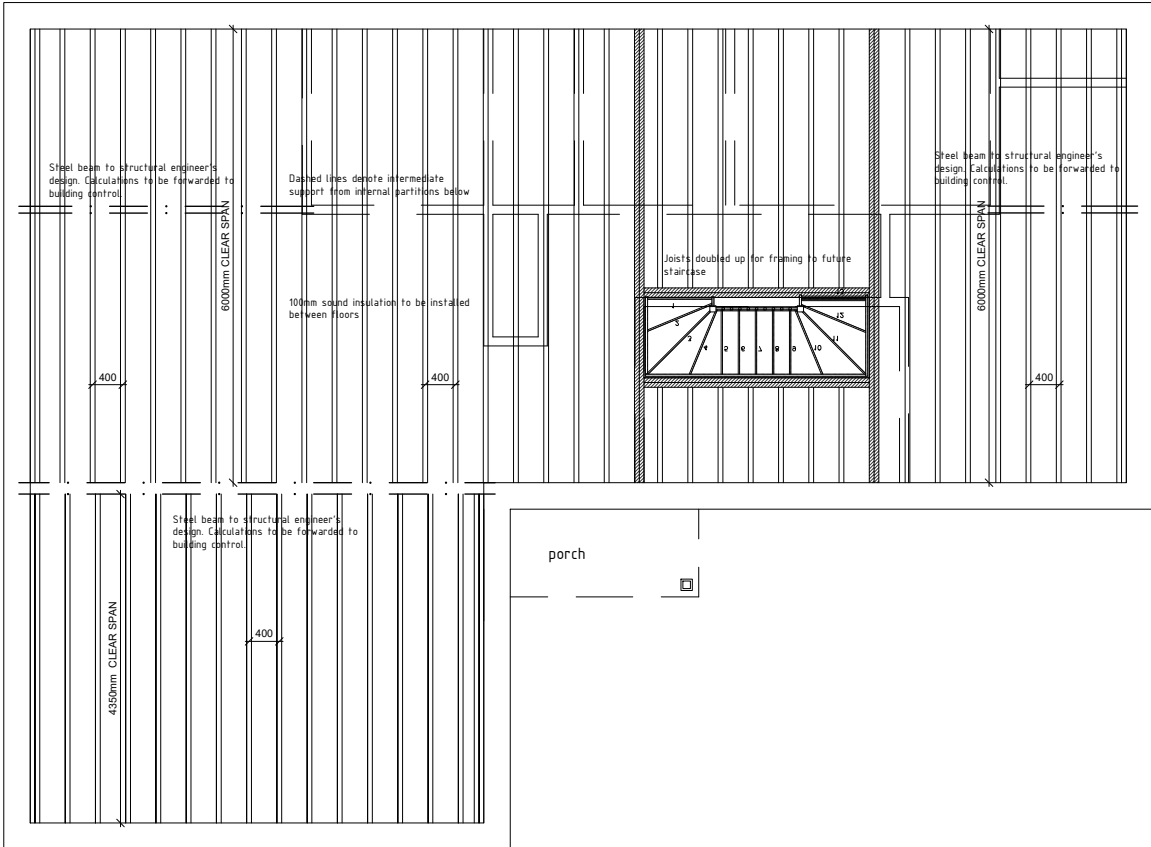 Steel beam to structural engineer's
design. Calculations to be forwarded to
building control.
6000mm CLEAR SPAN
Dashed lines denote intermediate
support from internal partitions below
Steel beam to structural engineer's
design. Calculations to be forwarded to
building control.
6000mm CLEAR SPAN
Joists doubled up for framing to future
staircase
100mm sound insulation to be installed
between floors
1
2
3
4
5
6
7
8
9
10
11
12
13
400
400
400
Steel beam to structural engineer's
design. Calculations to be forwarded to
building control.
porch
400
4350mm CLEAR SPAN